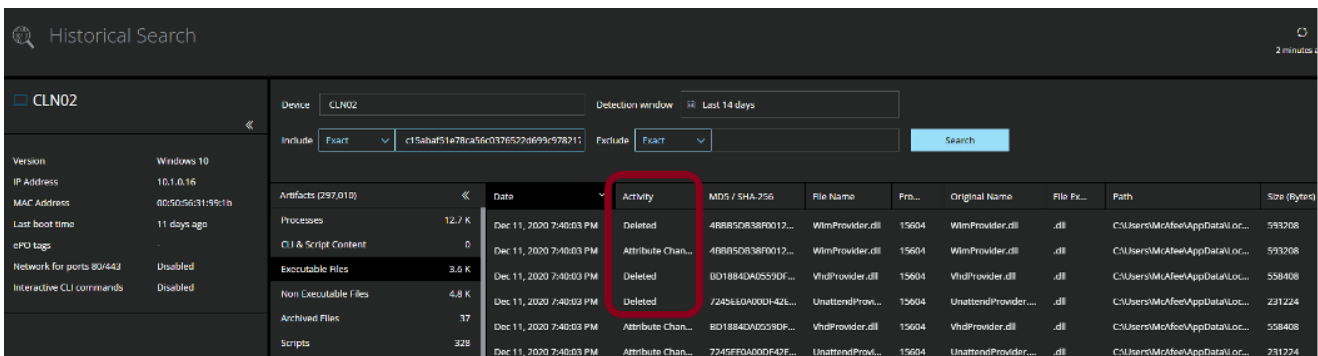 Historical Search
2 minutes a
CLN02
Version Windows 10
IP Address 10.1.0.16
MAC Address 00:50:56:31:99:1b
Last boot time 11 days ago
ePO tags -
Network for ports 80/443 Disabled
Interactive CLI commands Disabled
Device CLN02 Detection window Last 14 days
Include Exact c15abaf51e78ca56c0376522d699c978217 Exclude Exact Search
Artifacts (297,010)
Processes 12.7 K
CLI & Script Content 0
Executable Files 3.6 K
Non Executable Files 4.8 K
Archived Files 37
Scripts 328
Date Activity MD5 / SHA-256 File Name Pro... Original Name File Ex... Path Size (Bytes)
Dec 11, 2020 7:40:03 PM Deleted 4BBB5DB38F0012... WimProvider.dll 15604 WimProvider.dll .dll C:\Users\McAfee\AppData\Loc... 593208
Dec 11, 2020 7:40:03 PM Attribute Chan... 4BBB5DB38F0012... WimProvider.dll 15604 WimProvider.dll .dll C:\Users\McAfee\AppData\Loc... 593208
Dec 11, 2020 7:40:03 PM Deleted BD1884DA0559DF... VhdProvider.dll 15604 VhdProvider.dll .dll C:\Users\McAfee\AppData\Loc... 558408
Dec 11, 2020 7:40:03 PM Deleted 7245EE0A00DF42E... UnattendProvi... 15604 UnattendProvider.... .dll C:\Users\McAfee\AppData\Loc... 231224
Dec 11, 2020 7:40:03 PM Attribute Chan... BD1884DA0559DF... VhdProvider.dll 15604 VhdProvider.dll .dll C:\Users\McAfee\AppData\Loc... 558408
Dec 11, 2020 7:40:03 PM Attribute Chan... 7245EE0A00DF42E... UnattendProvi... 15604 UnattendProvider.... .dll C:\Users\McAfee\AppData\Loc... 231224